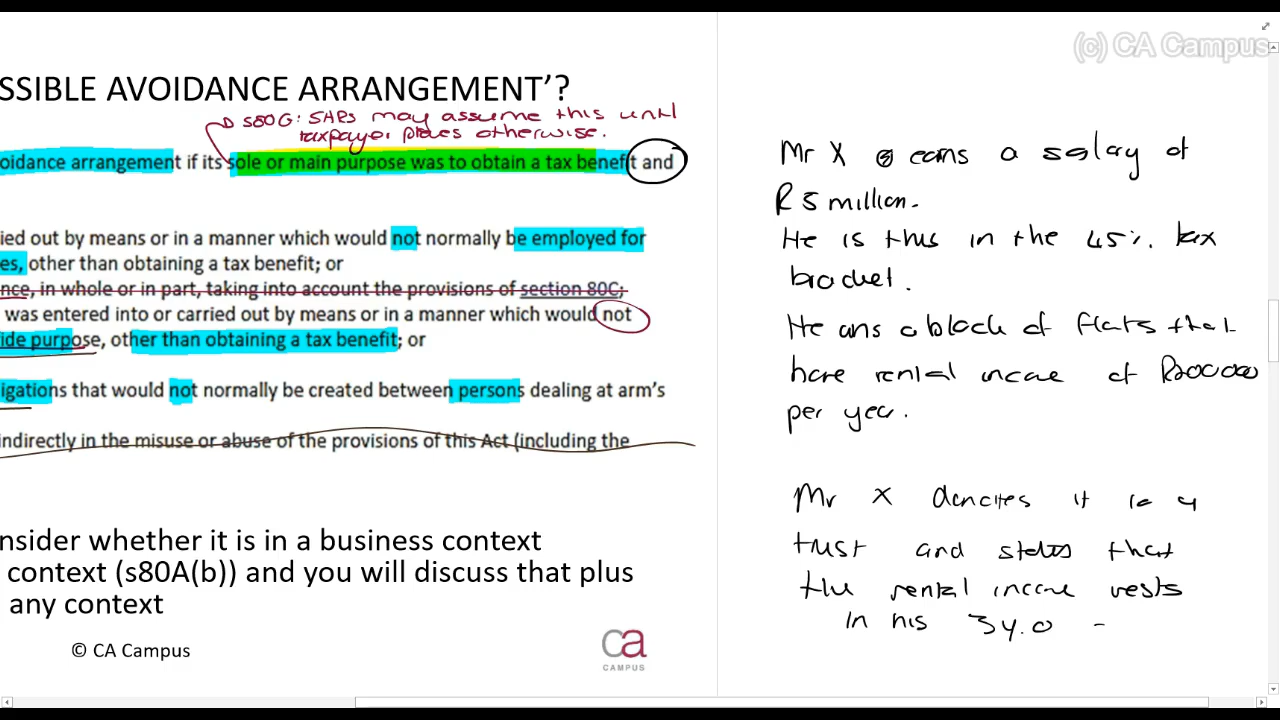 (c) CA Campus
SSIBLE AVOIDANCE ARRANGEMENT’?
S80G: SARS may assume this until
taxpayer proves otherwise.
oidance arrangement if its sole or main purpose was to obtain a tax benefit and
ied out by means or in a manner which would not normally be employed for
es, other than obtaining a tax benefit; or
nce, in whole or in part, taking into account the provisions of section 80C;
was entered into or carried out by means or in a manner which would not
ide purpose, other than obtaining a tax benefit; or
igations that would not normally be created between persons dealing at arm’s
indirectly in the misuse or abuse of the provisions of this Act (including the
nsider whether it is in a business context
context (s80A(b)) and you will discuss that plus
any context
© CA Campus
ca
CAMPUS
Mr X earns a salary of
R5 million.
He is thus in the 45% tax
bracket.
He owns a block of flats that
have rental income of R200 000
per year.
Mr X donates it to a
trust and states that
the rental income vests
in his 3 y.o -